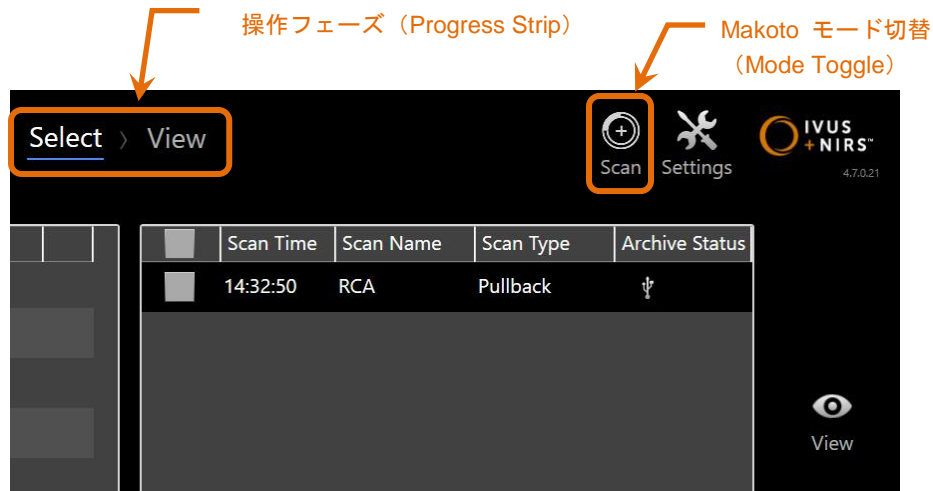 操作フェーズ（Progress Strip）
Makoto モード切替
（Mode Toggle）
Select 〉 View
Scan
Settings
IVUS
+NIRS™
4.7.0.21
Scan Time Scan Name Scan Type Archive Status
14:32:50 RCA Pullback
View